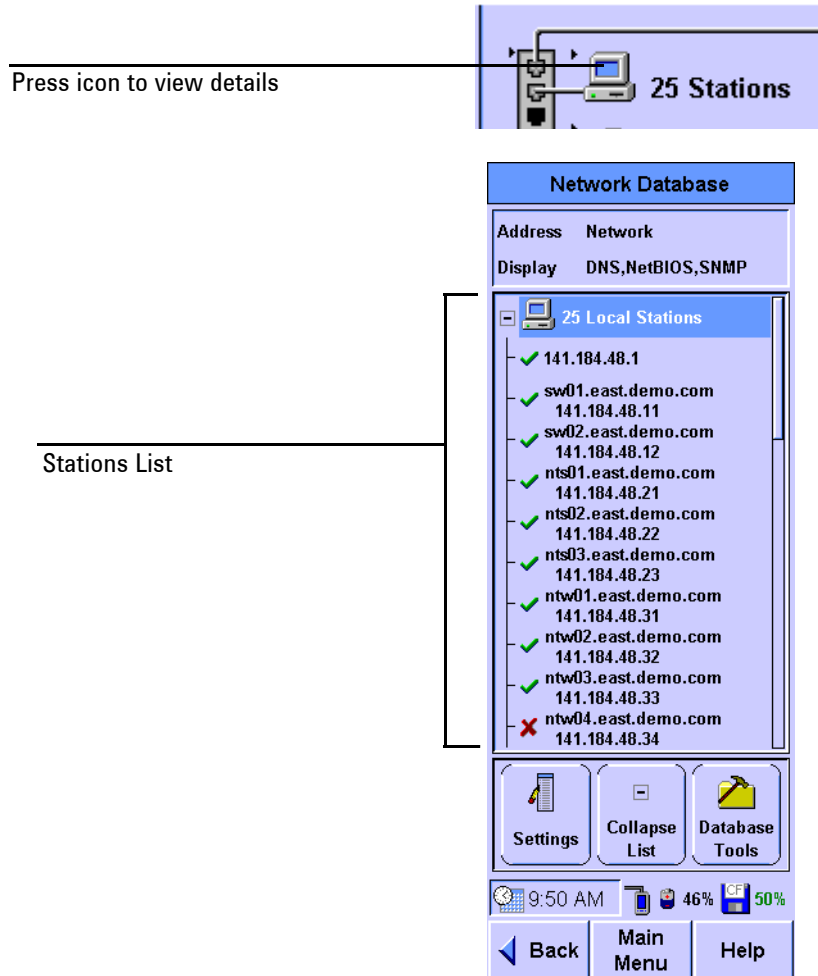 Press icon to view details
25 Stations
Network Database
Address Network
Display DNS,NetBIOS,SNMP
25 Local Stations
141.184.48.1
sw01.east.demo.com
141.184.48.11
sw02.east.demo.com
141.184.48.12
nts01.east.demo.com
141.184.48.21
nts02.east.demo.com
141.184.48.22
nts03.east.demo.com
141.184.48.23
ntw01.east.demo.com
141.184.48.31
ntw02.east.demo.com
141.184.48.32
ntw03.east.demo.com
141.184.48.33
ntw04.east.demo.com
141.184.48.34
Stations List
Settings
Collapse
List
Database
Tools
9:50 AM 46% CF 50%
Back
Main
Menu
Help